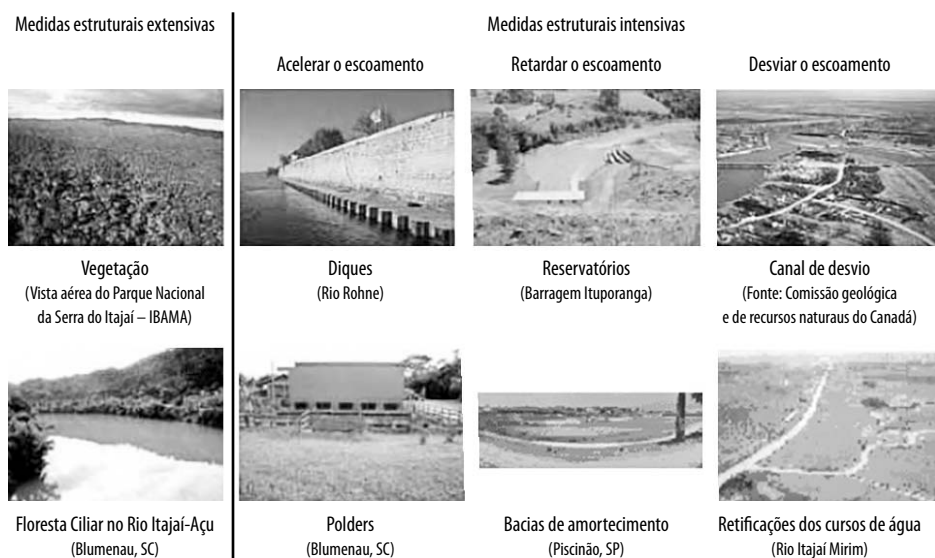 Medidas estruturais extensivas
Medidas estruturais intensivas
Acelerar o escoamento
Retardar o escoamento
Desviar o escoamento
Vegetação
(Vista aérea do Parque Nacional
da Serra do Itajaí – IBAMA)
Diques
(Rio Rohne)
Reservatórios
(Barragem Ituporanga)
Canal de desvio
(Fonte: Comissão geológica
e de recursos naturaus do Canadá)
Floresta Ciliar no Rio Itajaí-Açu
(Blumenau, SC)
Polders
(Blumenau, SC)
Bacias de amortecimento
(Piscinão, SP)
Retificações dos cursos de água
(Rio Itajaí Mirim)